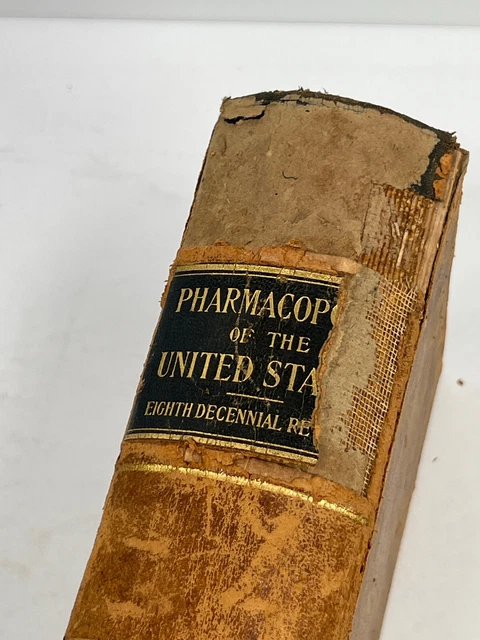 PHARMACOP
OF THE
UNITED STA
EIGHTH DECENNIAL RE